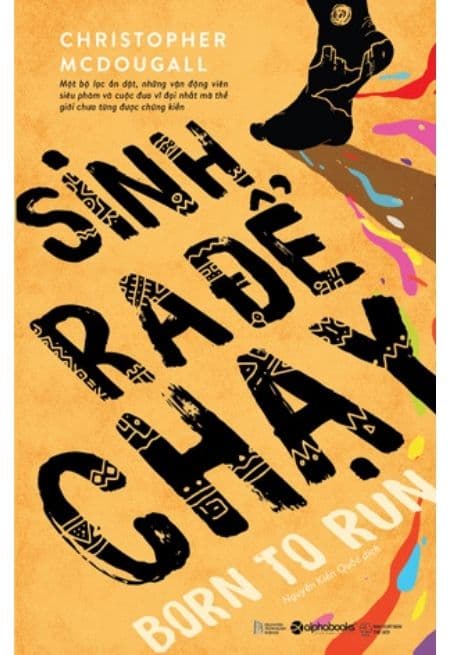 CHRISTOPHER
MCDOUGALL
Một bộ lạc ẩn dật, những vận động viên
siêu phàm và cuộc đua vĩ đại nhất mà thế
giới chưa từng được chứng kiến
SINH
RA ĐỂ
CHẠY
BORN TO RUN
Nguyễn Kiến Quốc dịch
alphabooks